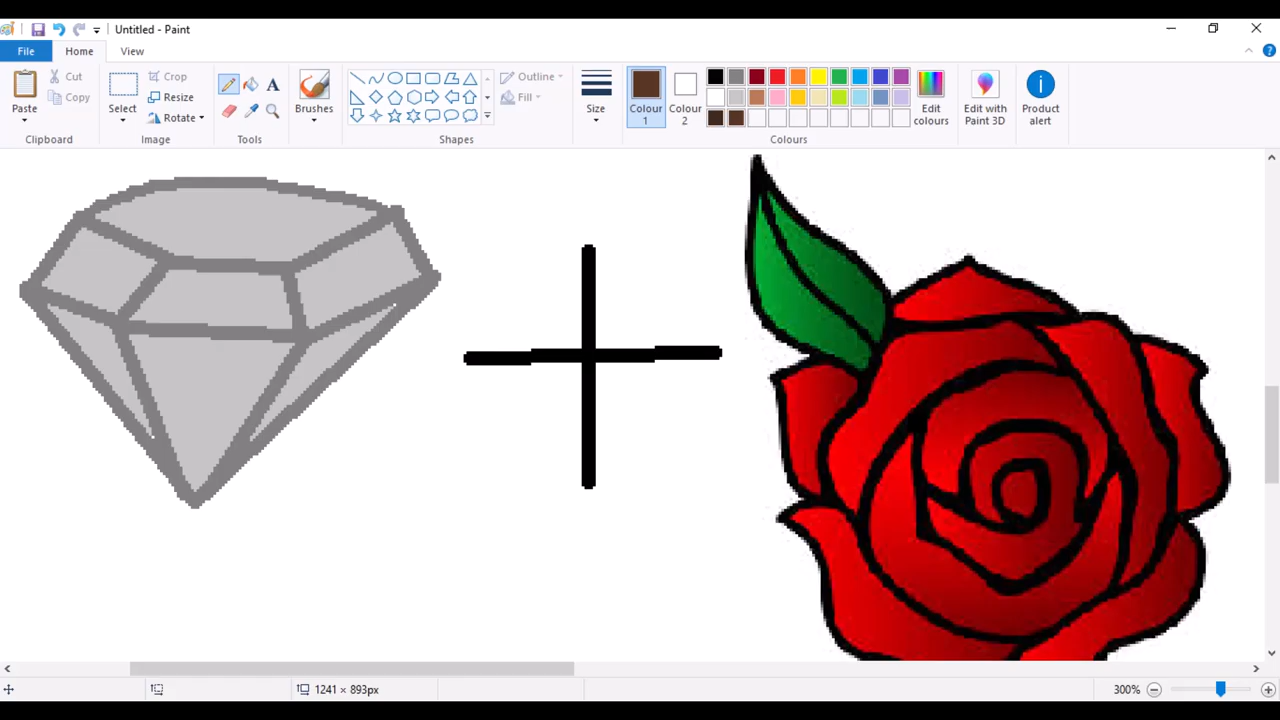 Untitled - Paint
File Home View
Paste
Cut
Copy
Clipboard
Select
Crop
Resize
Rotate
Image
Tools
Brushes
Shapes
Outline
Fill
Size
Colour 1
Colour 2
Edit colours
Colours
Edit with Paint 3D
Product alert
1241 × 893px
300%